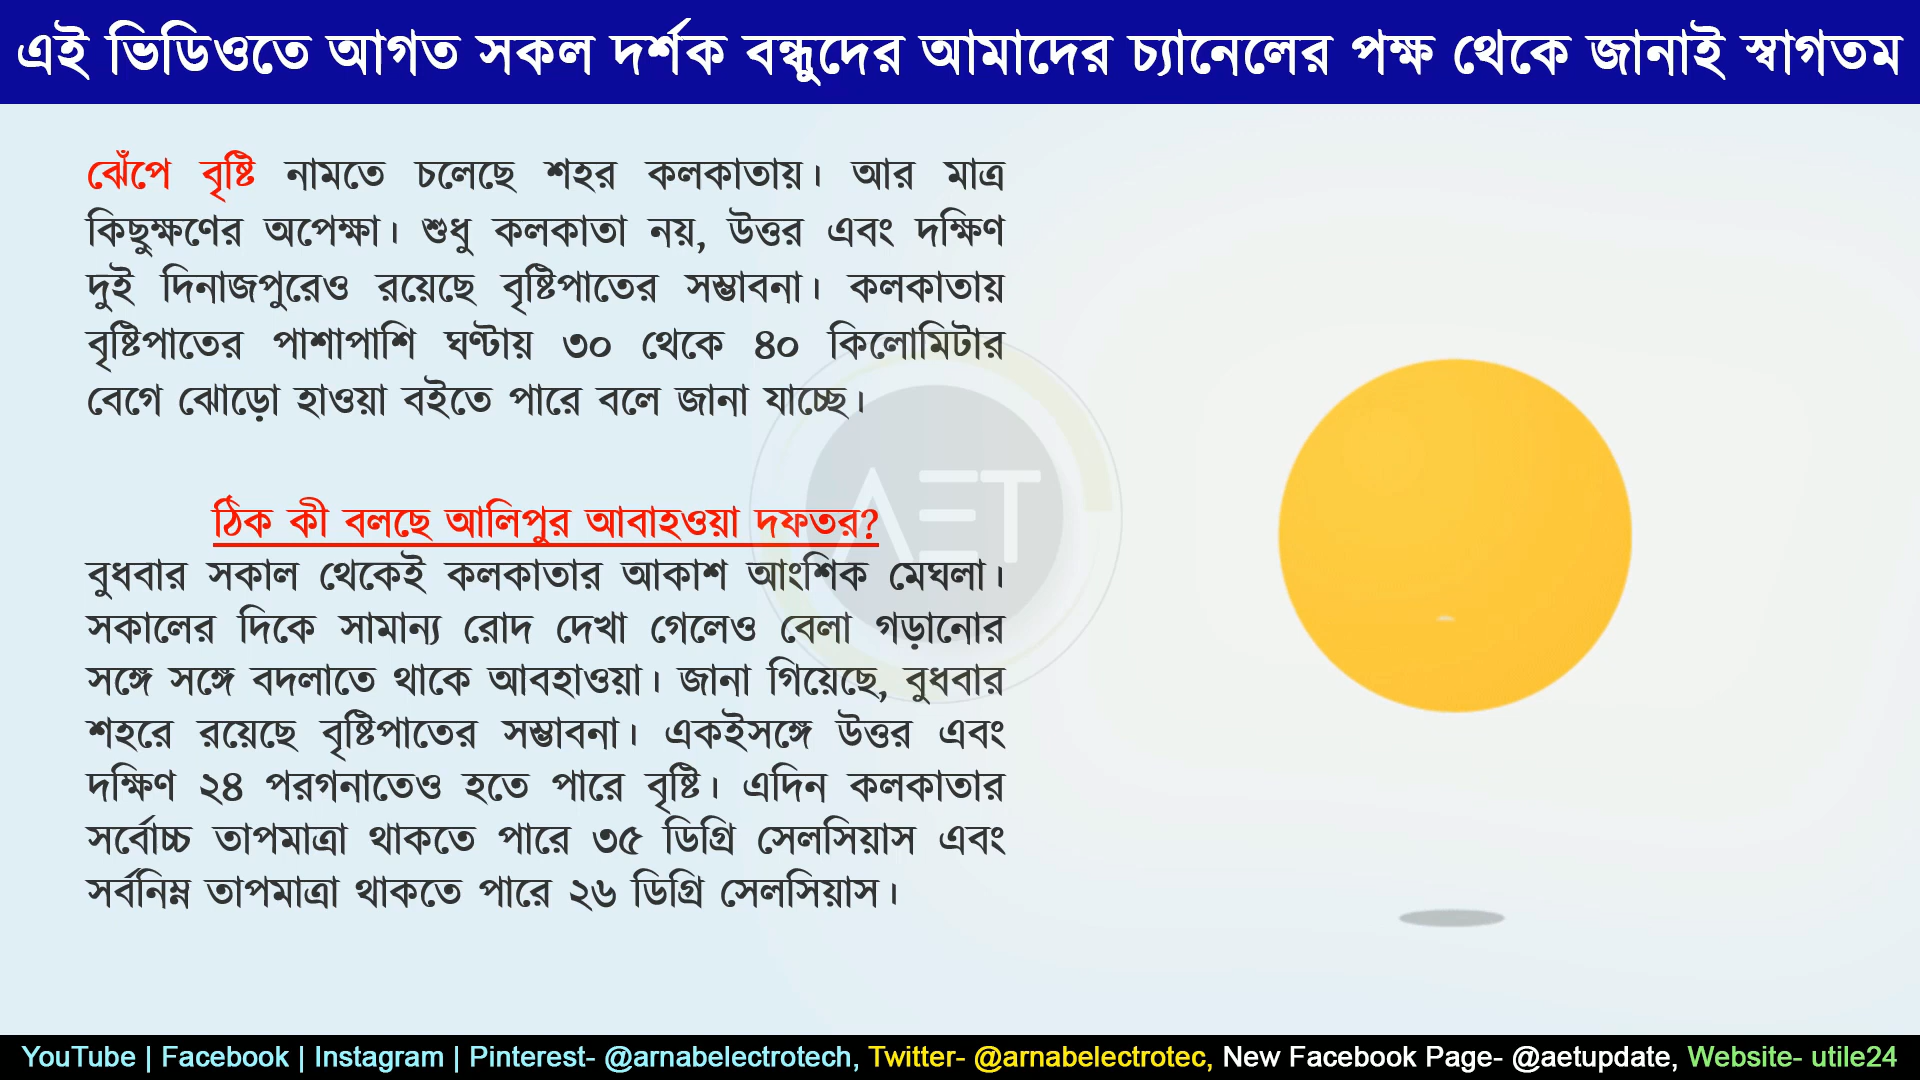 এই ভিডিওতে আগত সকল দর্শক বন্ধুদের আমাদের চ্যানেলের পক্ষ থেকে জানাই স্বাগতম
ঝেঁপে বৃষ্টি নামতে চলেছে শহর কলকাতায়। আর মাত্র
কিছুক্ষণের অপেক্ষা। শুধু কলকাতা নয়, উত্তর এবং দক্ষিণ
দুই দিনাজপুরেও রয়েছে বৃষ্টিপাতের সম্ভাবনা। কলকাতায়
বৃষ্টিপাতের পাশাপাশি ঘণ্টায় ৩০ থেকে ৪০ কিলোমিটার
বেগে ঝোড়ো হাওয়া বইতে পারে বলে জানা যাচ্ছে।
AET
ঠিক কী বলছে আলিপুর আবাহওয়া দফতর?
বুধবার সকাল থেকেই কলকাতার আকাশ আংশিক মেঘলা।
সকালের দিকে সামান্য রোদ দেখা গেলেও বেলা গড়ানোর
সঙ্গে সঙ্গে বদলাতে থাকে আবহাওয়া। জানা গিয়েছে, বুধবার
শহরে রয়েছে বৃষ্টিপাতের সম্ভাবনা। একইসঙ্গে উত্তর এবং
দক্ষিণ ২৪ পরগনাতেও হতে পারে বৃষ্টি। এদিন কলকাতার
সর্বোচ্চ তাপমাত্রা থাকতে পারে ৩৫ ডিগ্রি সেলসিয়াস এবং
সর্বনিম্ন তাপমাত্রা থাকতে পারে ২৬ ডিগ্রি সেলসিয়াস।
YouTube | Facebook | Instagram | Pinterest- @arnabelectrotech, Twitter- @arnabelectrotec, New Facebook Page- @aetupdate, Website- utile24